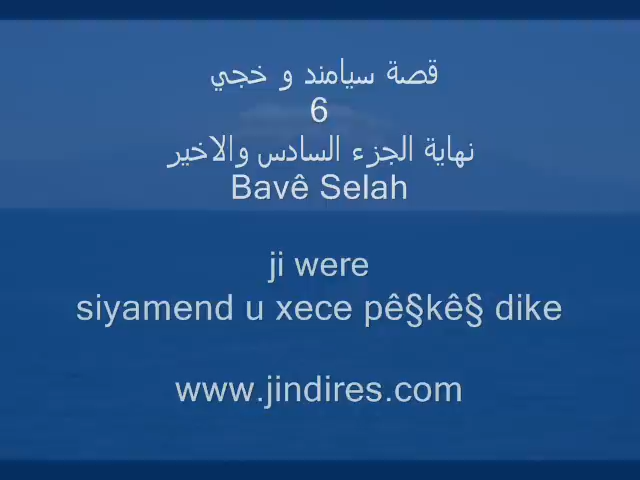 قصة سيامند و خجي
6
نهاية الجزء السادس والاخير
Bavê Selah
ji were
siyamend u xece pê§kê§ dike
www.jindires.com